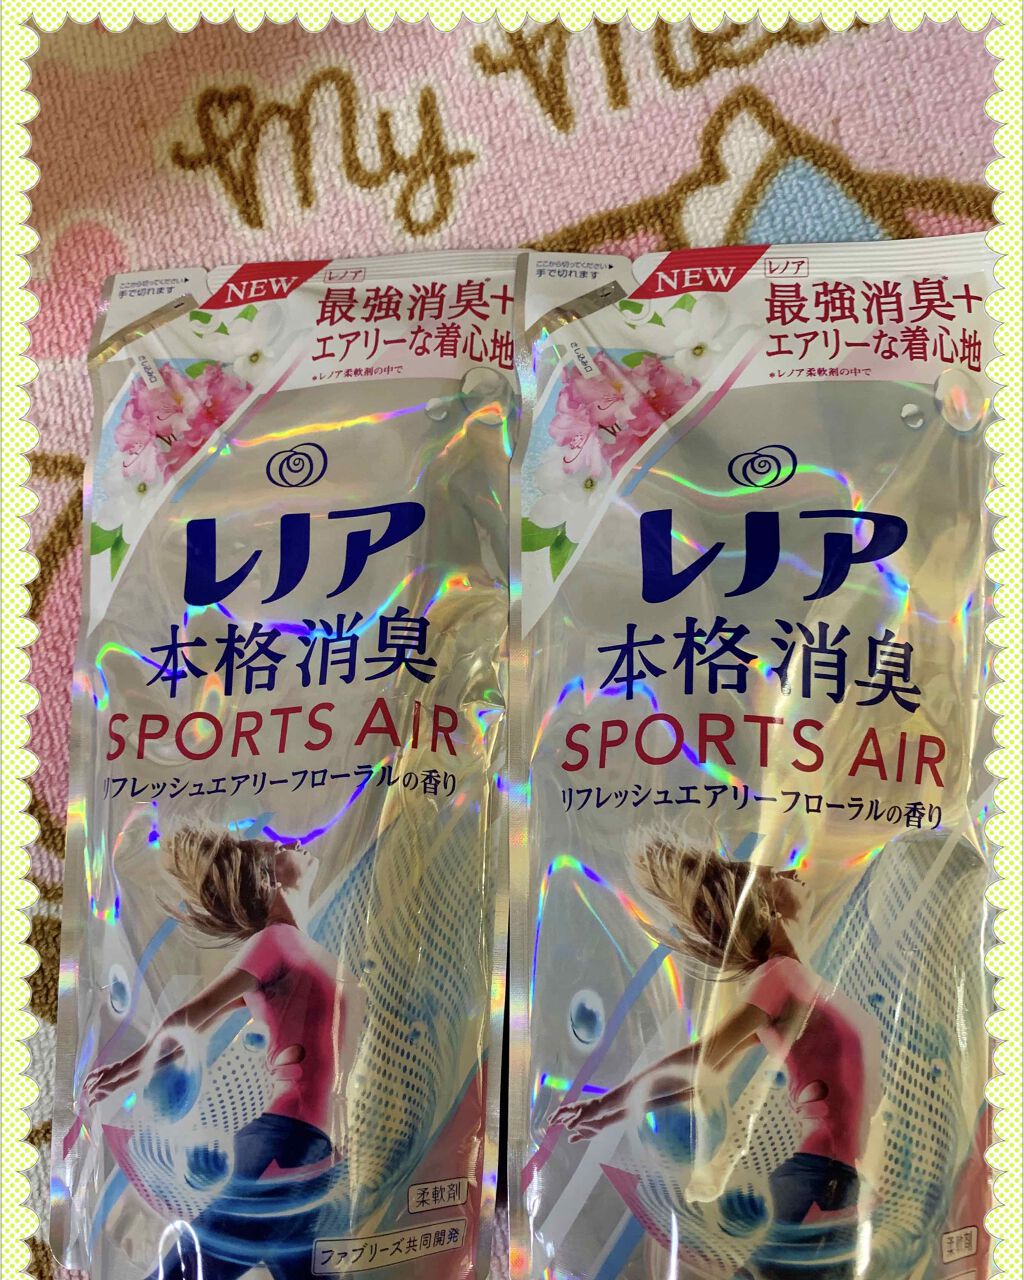 My Me
ここから切ってください▶
手で切れます
NEW
レノア
最強消臭+
エアリーな着心地
*レノア柔軟剤の中で
レノア
本格消臭
SPORTS AIR
リフレッシュエアリーフローラルの香り
柔軟剤
ファブリーズ共同開発
ここから切ってください▶
手で切れます
NEW
レノア
最強消臭+
エアリーな着心地
*レノア柔軟剤の中で
レノア
本格消臭
SPORTS AIR
リフレッシュエアリーフローラルの香り
柔軟剤